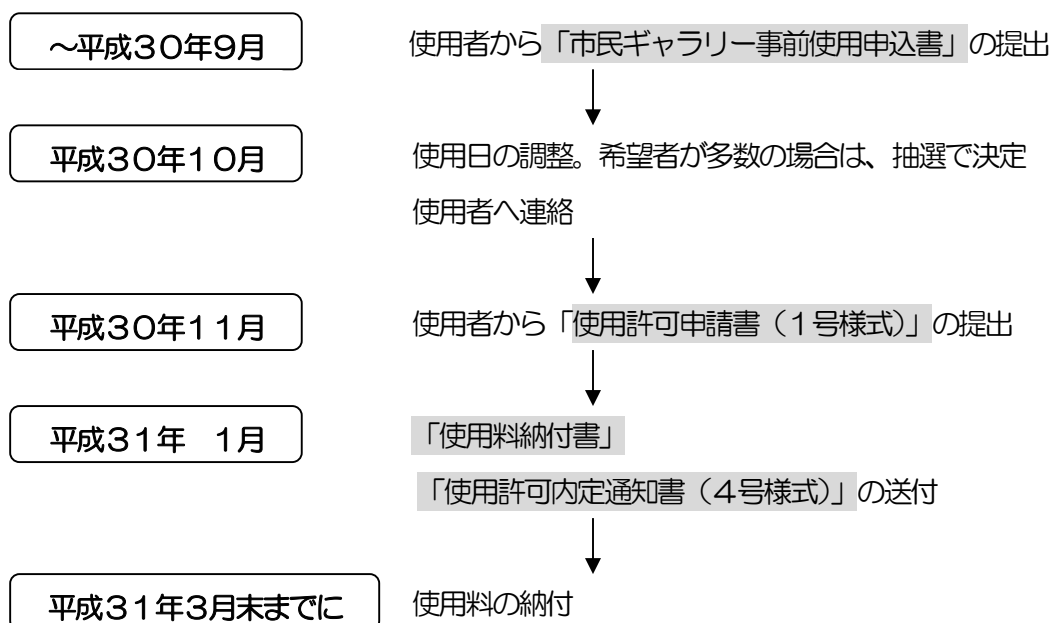 ～平成３０年９月
使用者から「市民ギャラリー事前使用申込書」の提出
平成３０年１０月
使用日の調整。希望者が多数の場合は、抽選で決定
使用者へ連絡
平成３０年１１月
使用者から「使用許可申請書（１号様式）」の提出
平成３１年　１月
「使用料納付書」
「使用許可内定通知書（４号様式）」の送付
平成３１年３月末までに
使用料の納付